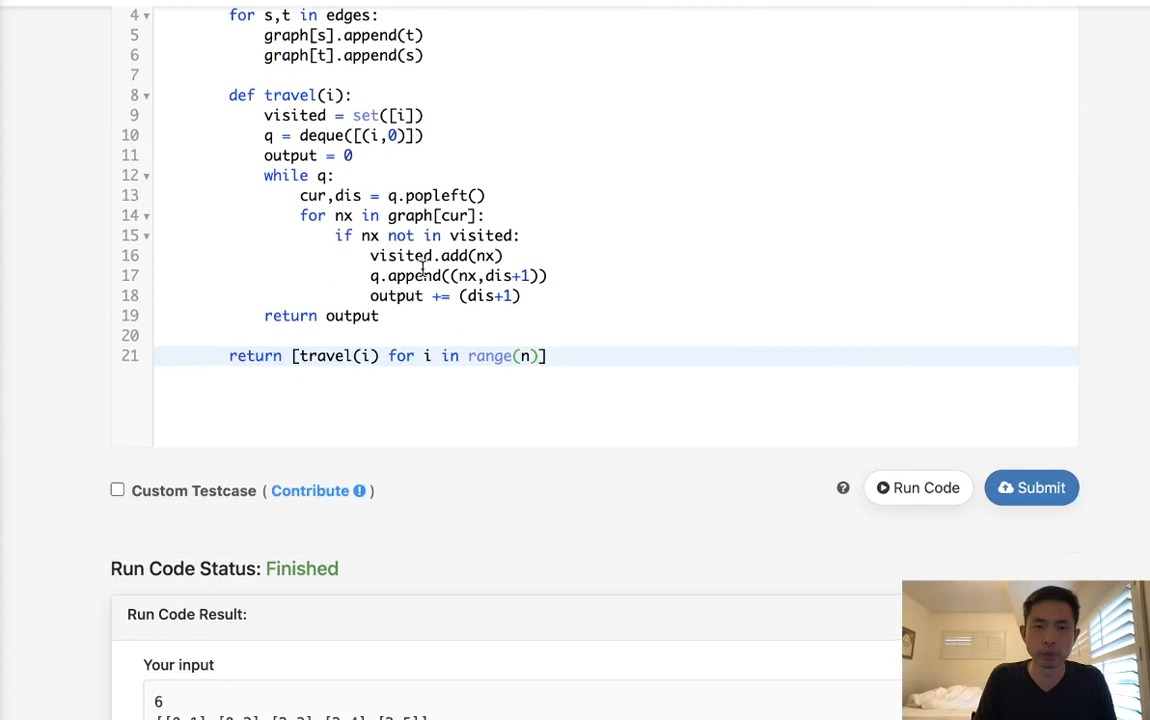 4 for s,t in edges:
5 graph[s].append(t)
6 graph[t].append(s)
7
8 def travel(i):
9 visited = set([i])
10 q = deque([(i,0)])
11 output = 0
12 while q:
13 cur,dis = q.popleft()
14 for nx in graph[cur]:
15 if nx not in visited:
16 visited.add(nx)
17 q.append((nx,dis+1))
18 output += (dis+1)
19 return output
20
21 return [travel(i) for i in range(n)]
Custom Testcase ( Contribute ! )
? Run Code Submit
Run Code Status: Finished
Run Code Result:
Your input
6